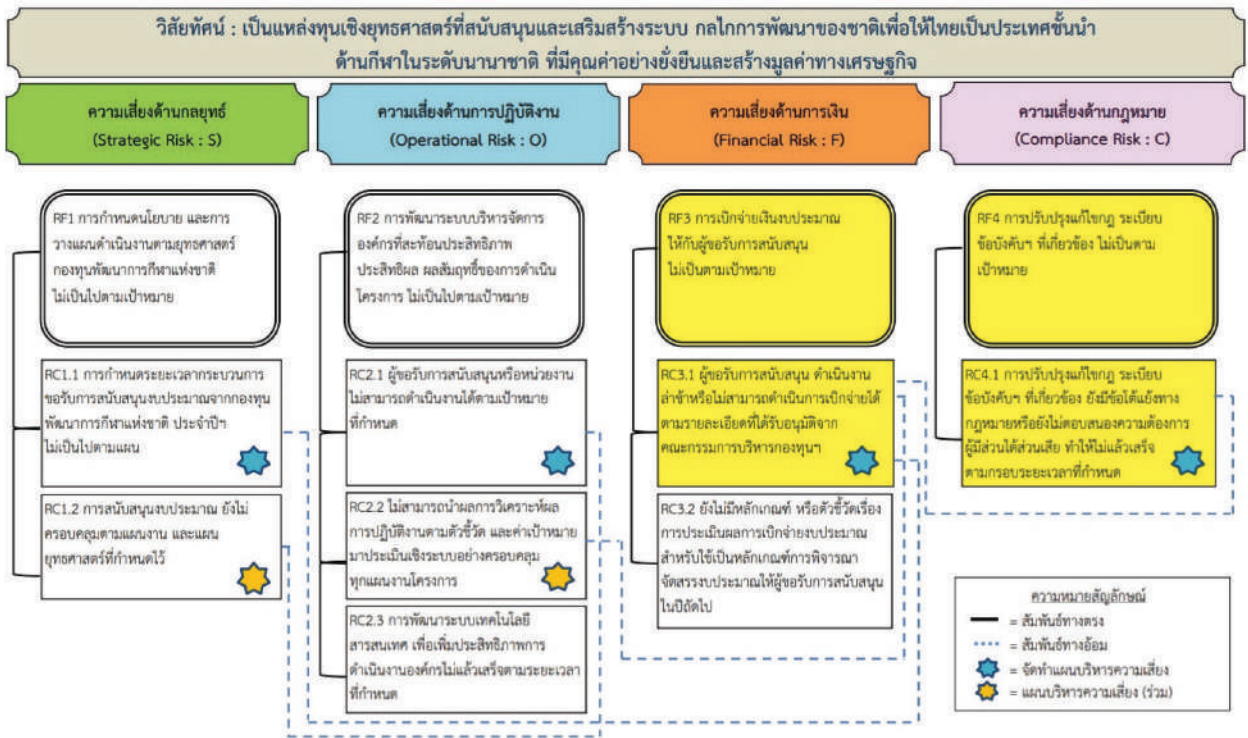 วิสัยทัศน์ : เป็นแหล่งทุนเชิงยุทธศาสตร์ที่สนับสนุนและเสริมสร้างระบบ กลไกการพัฒนาของชาติเพื่อให้ไทยเป็นประเทศชั้นนำ
ด้านกีฬาในระดับนานาชาติ ที่มีคุณค่าอย่างยั่งยืนและสร้างมูลค่าทางเศรษฐกิจ
ความเสี่ยงด้านกลยุทธ์
(Strategic Risk : S)
ความเสี่ยงด้านการปฏิบัติงาน
(Operational Risk : O)
ความเสี่ยงด้านการเงิน
(Financial Risk : F)
ความเสี่ยงด้านกฎหมาย
(Compliance Risk : C)
RF1 การกำหนดนโยบาย และการ
วางแผนดำเนินงานตามยุทธศาสตร์
กองทุนพัฒนาการกีฬาแห่งชาติ
ไม่เป็นไปตามเป้าหมาย
RF2 การพัฒนาระบบบริหารจัดการ
องค์กรที่สะท้อนประสิทธิภาพ
ประสิทธิผล ผลสัมฤทธิ์ของการดำเนิน
โครงการ ไม่เป็นไปตามเป้าหมาย
RF3 การเบิกจ่ายเงินงบประมาณ
ให้กับผู้ขอรับการสนับสนุน
ไม่เป็นตามเป้าหมาย
RF4 การปรับปรุงแก้ไขกฎ ระเบียบ
ข้อบังคับฯ ที่เกี่ยวข้อง ไม่เป็นตาม
เป้าหมาย
RC1.1 การกำหนดระยะเวลากระบวนการ
ขอรับการสนับสนุนงบประมาณจากกองทุน
พัฒนาการกีฬาแห่งชาติ ประจำปีฯ
ไม่เป็นไปตามแผน
RC2.1 ผู้ขอรับการสนับสนุนหรือหน่วยงาน
ไม่สามารถดำเนินงานได้ตามเป้าหมาย
ที่กำหนด
RC3.1 ผู้ขอรับการสนับสนุน ดำเนินงาน
ล่าช้าหรือไม่สามารถดำเนินการเบิกจ่ายได้
ตามรายละเอียดที่ได้รับอนุมัติจาก
คณะกรรมการบริหารกองทุนฯ
RC4.1 การปรับปรุงแก้ไขกฎ ระเบียบ
ข้อบังคับฯ ที่เกี่ยวข้อง ยังมีข้อโต้แย้งทาง
กฎหมายหรือยังไม่ตอบสนองความต้องการ
ผู้มีส่วนได้ส่วนเสีย ทำให้ไม่แล้วเสร็จ
ตามกรอบระยะเวลาที่กำหนด
RC1.2 การสนับสนุนงบประมาณ ยังไม่
ครอบคลุมตามแผนงาน และแผน
ยุทธศาสตร์ที่กำหนดไว้
RC2.2 ไม่สามารถนำผลการวิเคราะห์ผล
การปฏิบัติงานตามตัวชี้วัด และค่าเป้าหมาย
มาประเมินเชิงระบบอย่างครอบคลุม
ทุกแผนงานโครงการ
RC3.2 ยังไม่มีหลักเกณฑ์ หรือตัวชี้วัดเรื่อง
การประเมินผลการเบิกจ่ายงบประมาณ
สำหรับใช้เป็นหลักเกณฑ์การพิจารณา
จัดสรรงบประมาณให้ผู้ขอรับการสนับสนุน
ในปีถัดไป
RC2.3 การพัฒนาระบบเทคโนโลยี
สารสนเทศ เพื่อเพิ่มประสิทธิภาพการ
ดำเนินงานองค์กรไม่แล้วเสร็จตามระยะเวลา
ที่กำหนด
ความหมายสัญลักษณ์
= สัมพันธ์ทางตรง
= สัมพันธ์ทางอ้อม
= จัดทำแผนบริหารความเสี่ยง
= แผนบริหารความเสี่ยง (ร่วม)